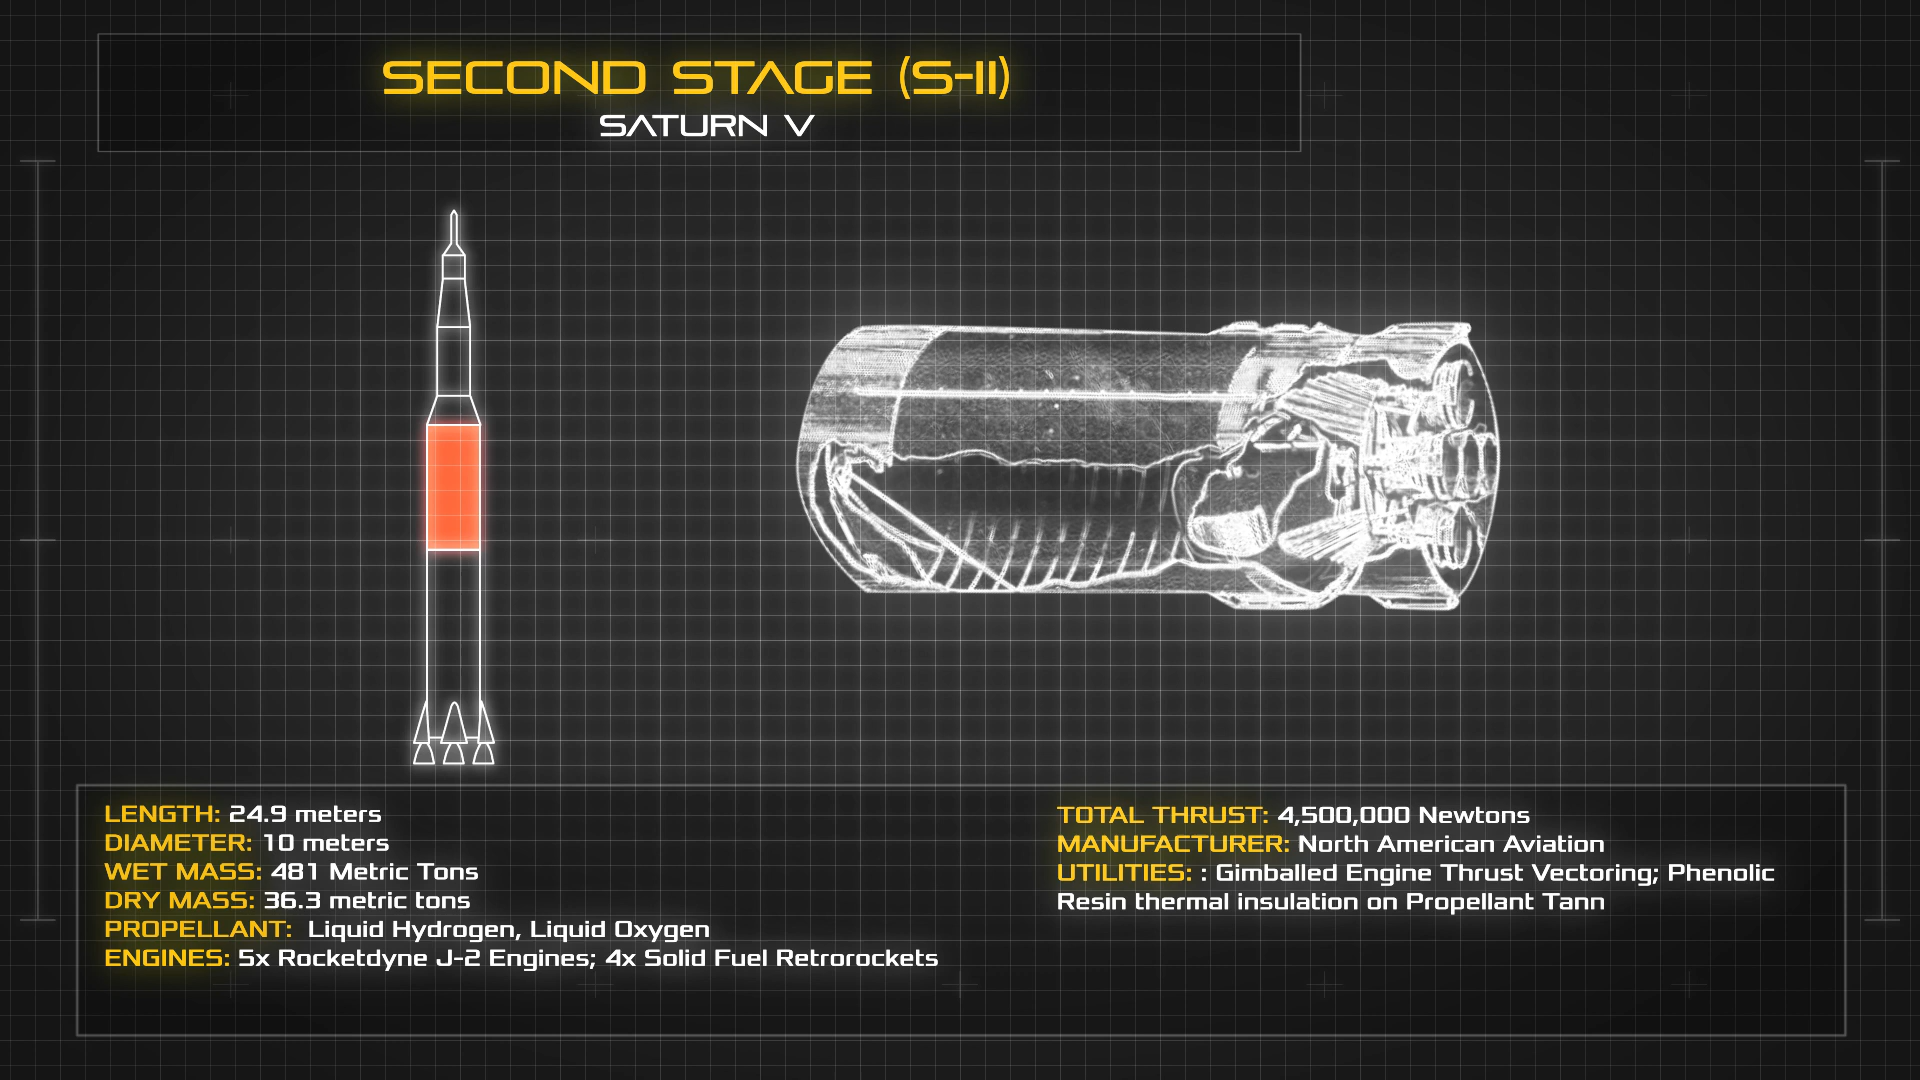 SECOND STAGE (S-II)
SATURN V
LENGTH: 24.9 meters
DIAMETER: 10 meters
WET MASS: 481 Metric Tons
DRY MASS: 36.3 metric tons
PROPELLANT: Liquid Hydrogen, Liquid Oxygen
ENGINES: 5x Rocketdyne J-2 Engines; 4x Solid Fuel Retrorockets
TOTAL THRUST: 4,500,000 Newtons
MANUFACTURER: North American Aviation
UTILITIES: : Gimballed Engine Thrust Vectoring; Phenolic
Resin thermal insulation on Propellant Tann